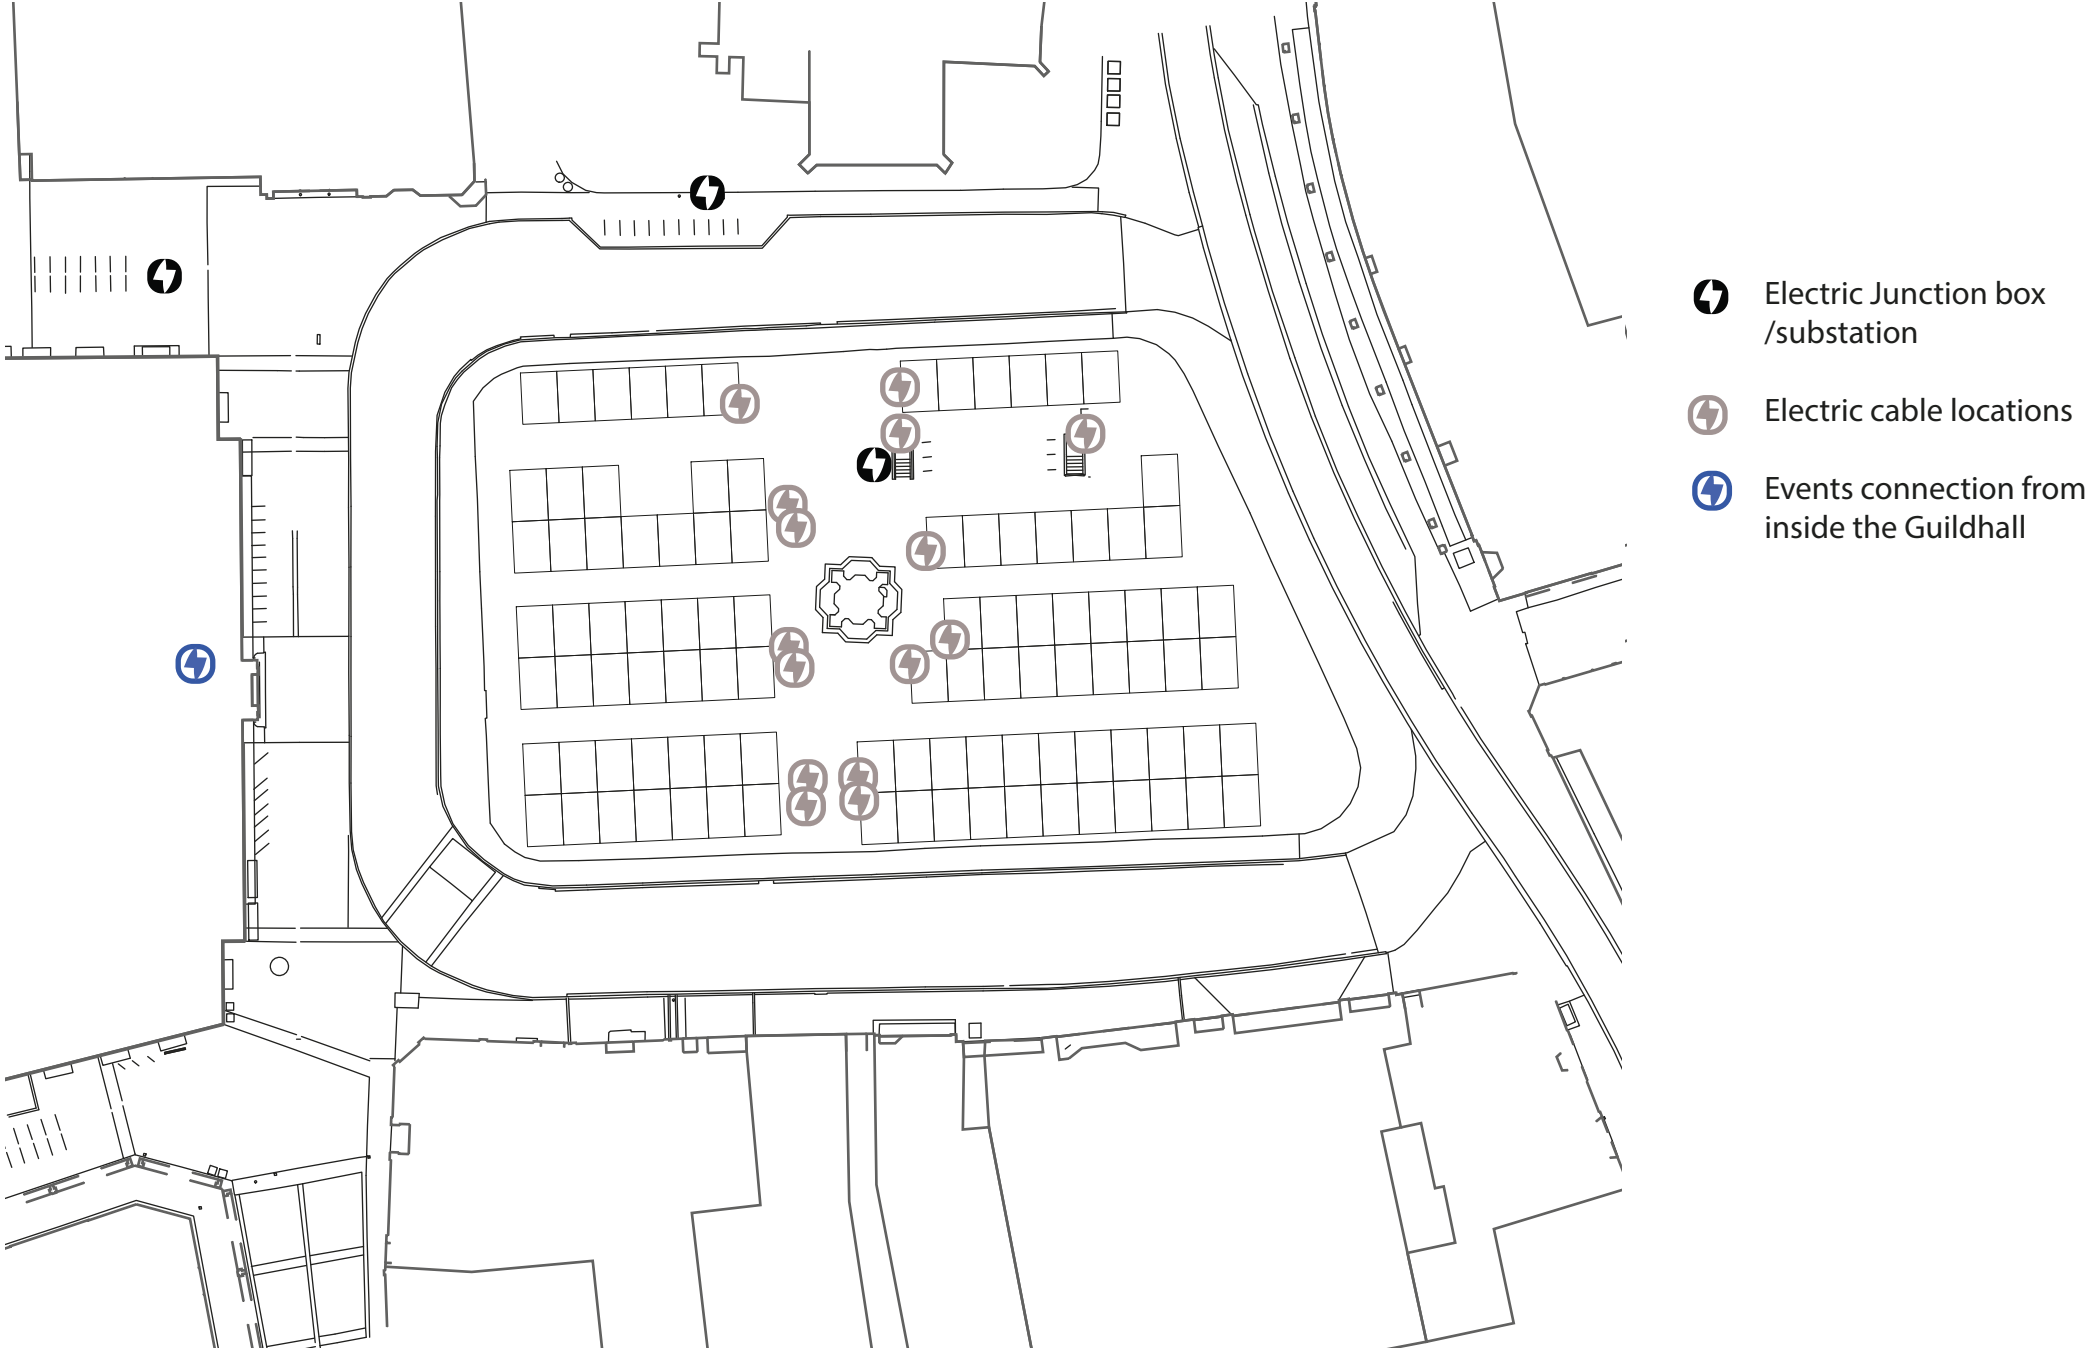 Electric Junction box
/substation
Electric cable locations
Events connection from
inside the Guildhall